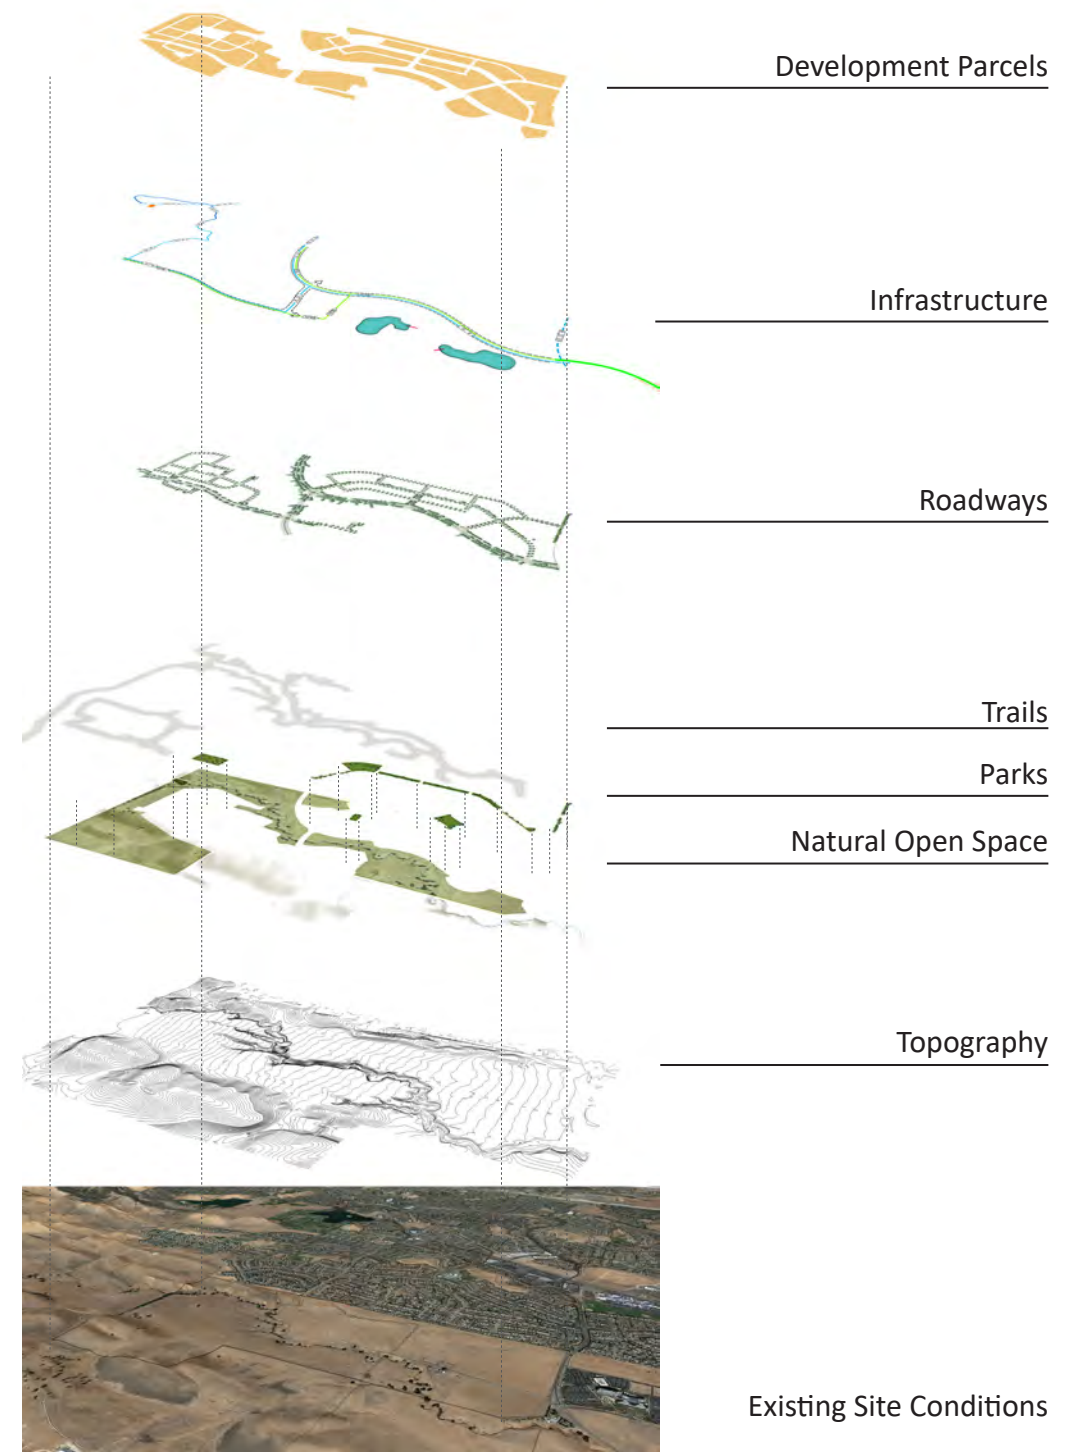 Development Parcels
Infrastructure
Roadways
Trails
Parks
Natural Open Space
Topography
Existing Site Conditions